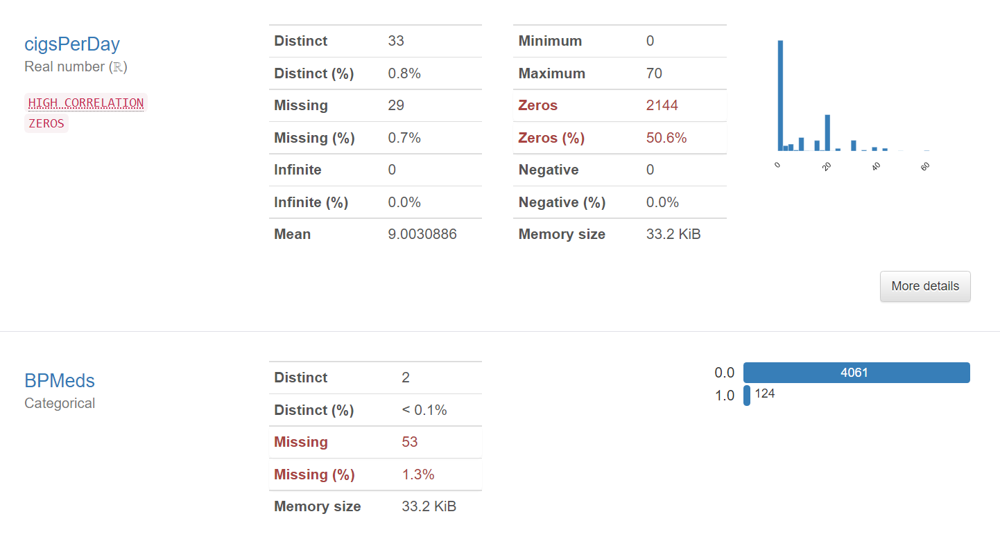 cigsPerDay
Real number (ℝ)
HIGH CORRELATION
ZEROS
Distinct 33
Distinct (%) 0.8%
Missing 29
Missing (%) 0.7%
Infinite 0
Infinite (%) 0.0%
Mean 9.0030886
Minimum 0
Maximum 70
Zeros 2144
Zeros (%) 50.6%
Negative 0
Negative (%) 0.0%
Memory size 33.2 KiB
0 20 40 60
More details
BPMeds
Categorical
Distinct 2
Distinct (%) < 0.1%
Missing 53
Missing (%) 1.3%
Memory size 33.2 KiB
0.0 4061
1.0 124